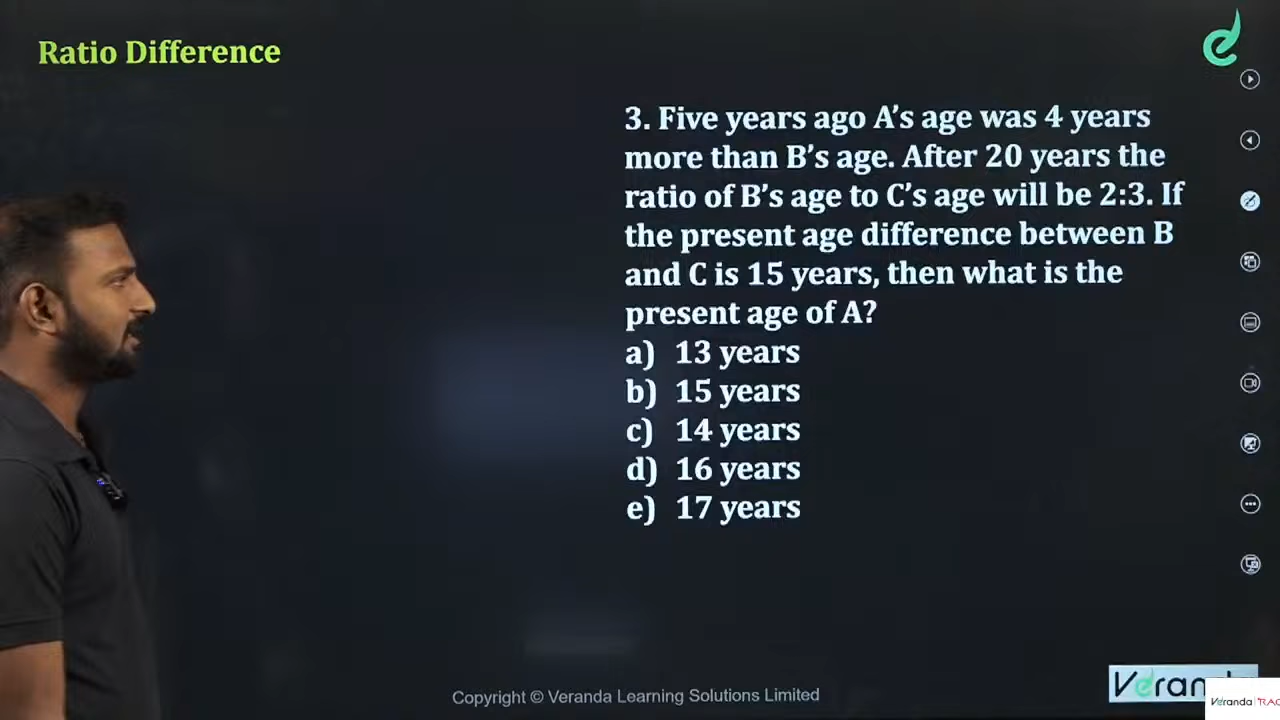 Ratio Difference
3. Five years ago A's age was 4 years
more than B's age. After 20 years the
ratio of B's age to C's age will be 2:3. If
the present age difference between B
and C is 15 years, then what is the
present age of A?
a) 13 years
b) 15 years
c) 14 years
d) 16 years
e) 17 years
Copyright © Veranda Learning Solutions Limited
Veranda
Veranda RAC